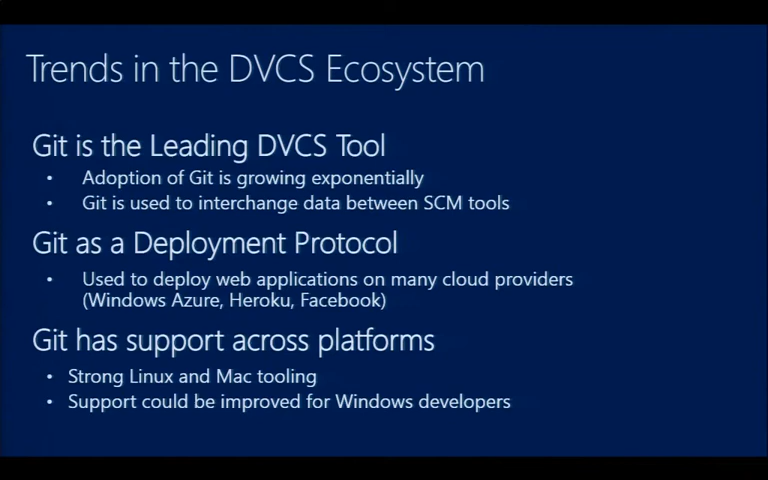 Trends in the DVCS Ecosystem
Git is the Leading DVCS Tool
• Adoption of Git is growing exponentially
• Git is used to interchange data between SCM tools
Git as a Deployment Protocol
• Used to deploy web applications on many cloud providers
(Windows Azure, Heroku, Facebook)
Git has support across platforms
• Strong Linux and Mac tooling
• Support could be improved for Windows developers